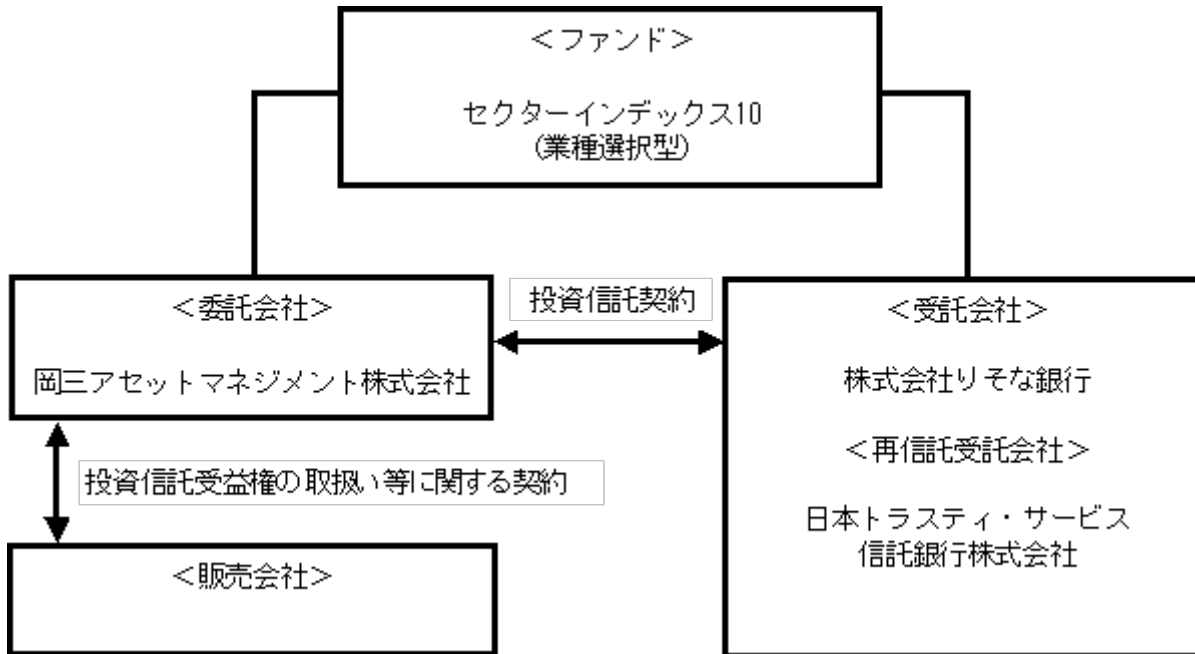 ＜ファンド＞
セクターインデックス10
(業種選択型)
＜委託会社＞
岡三アセットマネジメント株式会社
投資信託契約
＜受託会社＞
株式会社りそな銀行
＜再信託受託会社＞
日本トラスティ・サービス
信託銀行株式会社
投資信託受益権の取扱い等に関する契約
＜販売会社＞